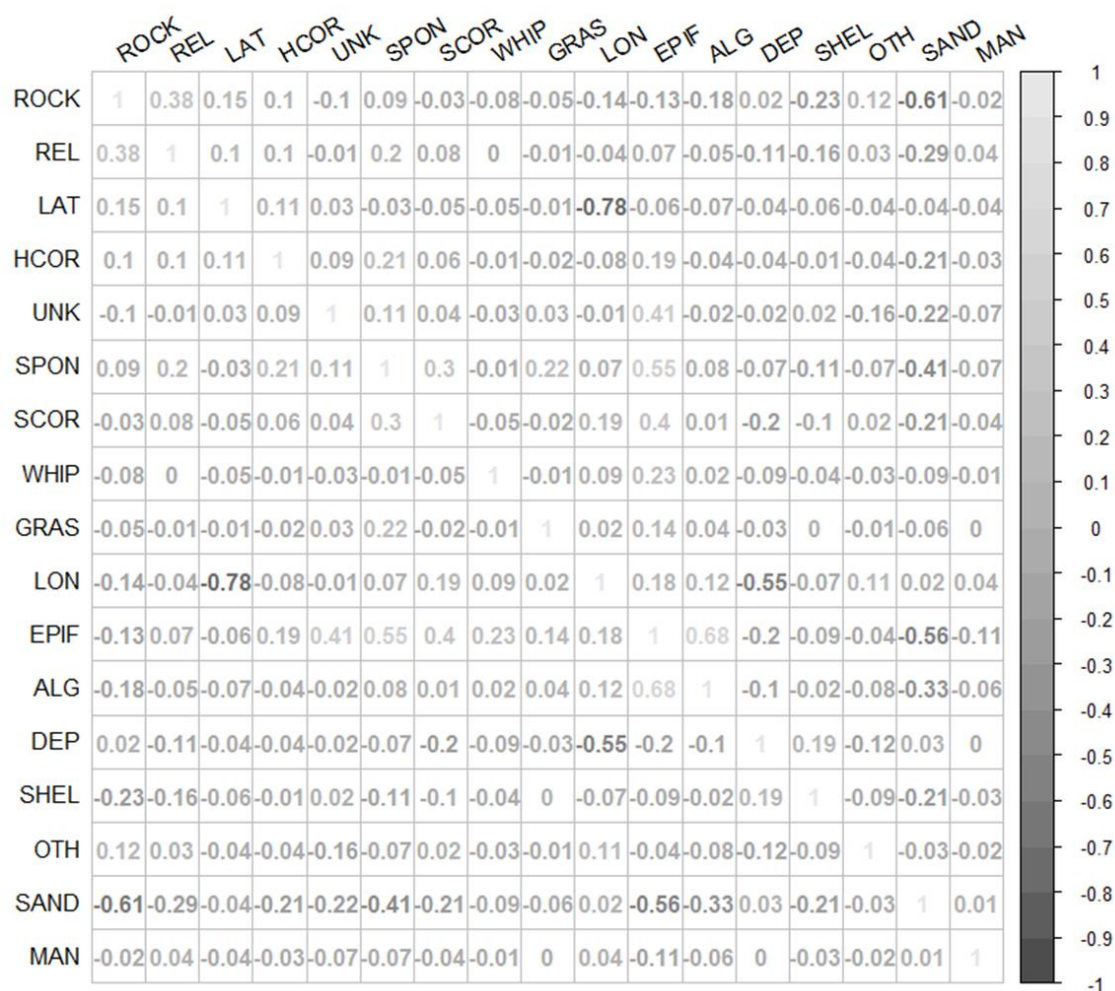 ROCK REL LAT HCOR UNK SPON SCOR WHIP GRAS LON EPIF ALG DEP SHEL OTH SAND MAN
ROCK 1 0.38 0.15 0.1 -0.1 0.09 -0.03 -0.08 -0.05 -0.14 -0.13 -0.18 0.02 -0.23 0.12 -0.61 -0.02
REL 0.38 1 0.1 0.1 -0.01 0.2 0.08 0 -0.01 -0.04 0.07 -0.05 -0.11 -0.16 0.03 -0.29 0.04
LAT 0.15 0.1 1 0.11 0.03 -0.03 -0.05 -0.05 -0.01 -0.78 -0.06 -0.07 -0.04 -0.06 -0.04 -0.04 -0.04
HCOR 0.1 0.1 0.11 1 0.09 0.21 0.06 -0.01 -0.02 -0.08 0.19 -0.04 -0.04 -0.01 -0.04 -0.21 -0.03
UNK -0.1 -0.01 0.03 0.09 1 0.11 0.04 -0.03 0.03 -0.01 0.41 -0.02 -0.02 0.02 -0.16 -0.22 -0.07
SPON 0.09 0.2 -0.03 0.21 0.11 1 0.3 -0.01 0.22 0.07 0.55 0.08 -0.07 -0.11 -0.07 -0.41 -0.07
SCOR -0.03 0.08 -0.05 0.06 0.04 0.3 1 -0.05 -0.02 0.19 0.4 0.01 -0.2 -0.1 0.02 -0.21 -0.04
WHIP -0.08 0 -0.05 -0.01 -0.03 -0.01 -0.05 1 -0.01 0.09 0.23 0.02 -0.09 -0.04 -0.03 -0.09 -0.01
GRAS -0.05 -0.01 -0.01 -0.02 0.03 0.22 -0.02 -0.01 1 0.02 0.14 0.04 -0.03 0 -0.01 -0.06 0
LON -0.14 -0.04 -0.78 -0.08 -0.01 0.07 0.19 0.09 0.02 1 0.18 0.12 -0.55 -0.07 0.11 0.02 0.04
EPIF -0.13 0.07 -0.06 0.19 0.41 0.55 0.4 0.23 0.14 0.18 1 0.68 -0.2 -0.09 -0.04 -0.56 -0.11
ALG -0.18 -0.05 -0.07 -0.04 -0.02 0.08 0.01 0.02 0.04 0.12 0.68 1 -0.1 -0.02 -0.08 -0.33 -0.06
DEP 0.02 -0.11 -0.04 -0.04 -0.02 -0.07 -0.2 -0.09 -0.03 -0.55 -0.2 -0.1 1 0.19 -0.12 0.03 0
SHEL -0.23 -0.16 -0.06 -0.01 0.02 -0.11 -0.1 -0.04 0 -0.07 -0.09 -0.02 0.19 1 -0.09 -0.21 -0.03
OTH 0.12 0.03 -0.04 -0.04 -0.16 -0.07 0.02 -0.03 -0.01 0.11 -0.04 -0.08 -0.12 -0.09 1 -0.03 -0.02
SAND -0.61 -0.29 -0.04 -0.21 -0.22 -0.41 -0.21 -0.09 -0.06 0.02 -0.56 -0.33 0.03 -0.21 -0.03 1 0.01
MAN -0.02 0.04 -0.04 -0.03 -0.07 -0.07 -0.04 -0.01 0 0.04 -0.11 -0.06 0 -0.03 -0.02 0.01 1
1
0.9
0.8
0.7
0.6
0.5
0.4
0.3
0.2
0.1
0
-0.1
-0.2
-0.3
-0.4
-0.5
-0.6
-0.7
-0.8
-0.9
-1